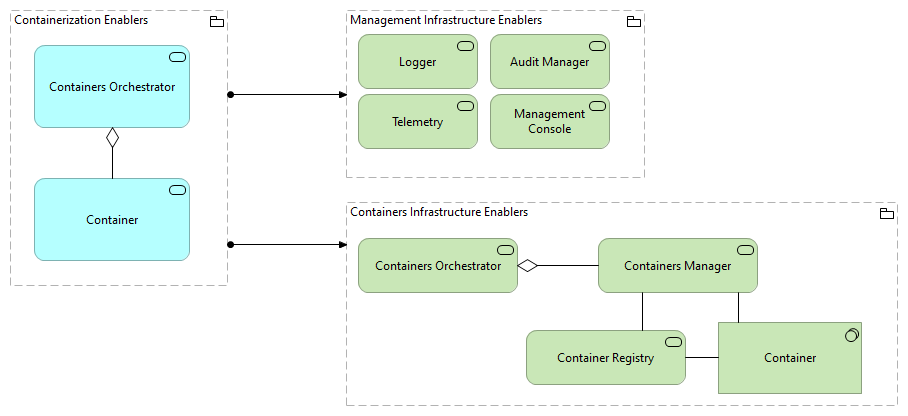 Containerization Enablers
Containers Orchestrator
Container
Management Infrastructure Enablers
Logger
Audit Manager
Telemetry
Management
Console
Containers Infrastructure Enablers
Containers Orchestrator
Containers Manager
Container Registry
Container